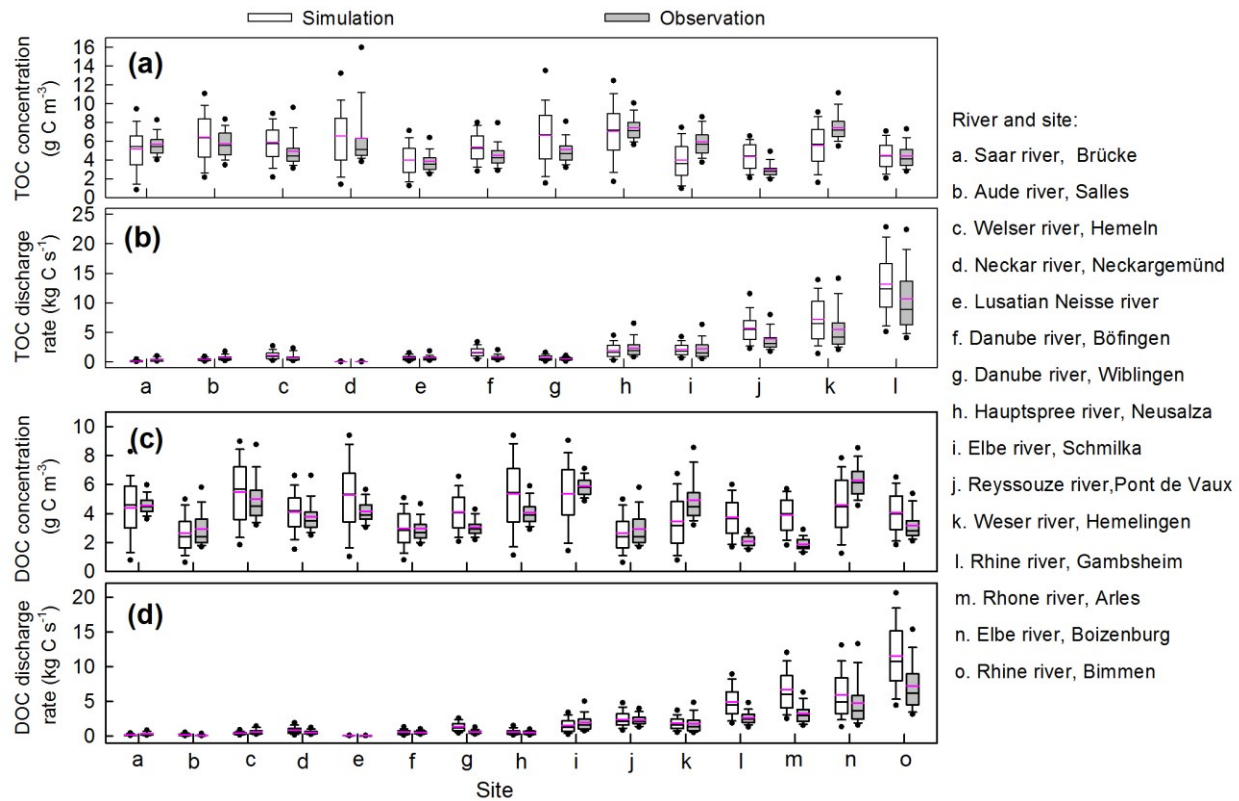 Simulation Observation
(a)
TOC concentration
(g C m⁻³)
16
14
12
10
8
6
4
2
0
(b)
TOC discharge
rate (kg C s⁻¹)
25
20
15
10
5
0
a b c d e f g h i j k l
(c)
DOC concentration
(g C m⁻³)
10
8
6
4
2
0
(d)
DOC discharge
rate (kg C s⁻¹)
20
15
10
5
0
a b c d e f g h i j k l m n o
Site
River and site:
a. Saar river, Brücke
b. Aude river, Salles
c. Welser river, Hemeln
d. Neckar river, Neckargemünd
e. Lusatian Neisse river
f. Danube river, Böfingen
g. Danube river, Wiblingen
h. Hauptspree river, Neusalza
i. Elbe river, Schmilka
j. Reyssouze river,Pont de Vaux
k. Weser river, Hemelingen
l. Rhine river, Gambsheim
m. Rhone river, Arles
n. Elbe river, Boizenburg
o. Rhine river, Bimmen